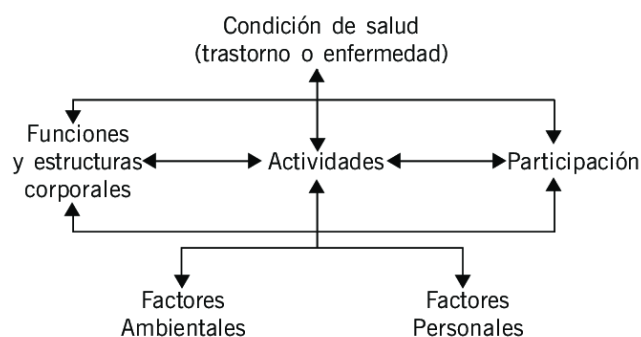 Condición de salud
(trastorno o enfermedad)
Funciones
y estructuras
corporales
Actividades
Participación
Factores
Ambientales
Factores
Personales